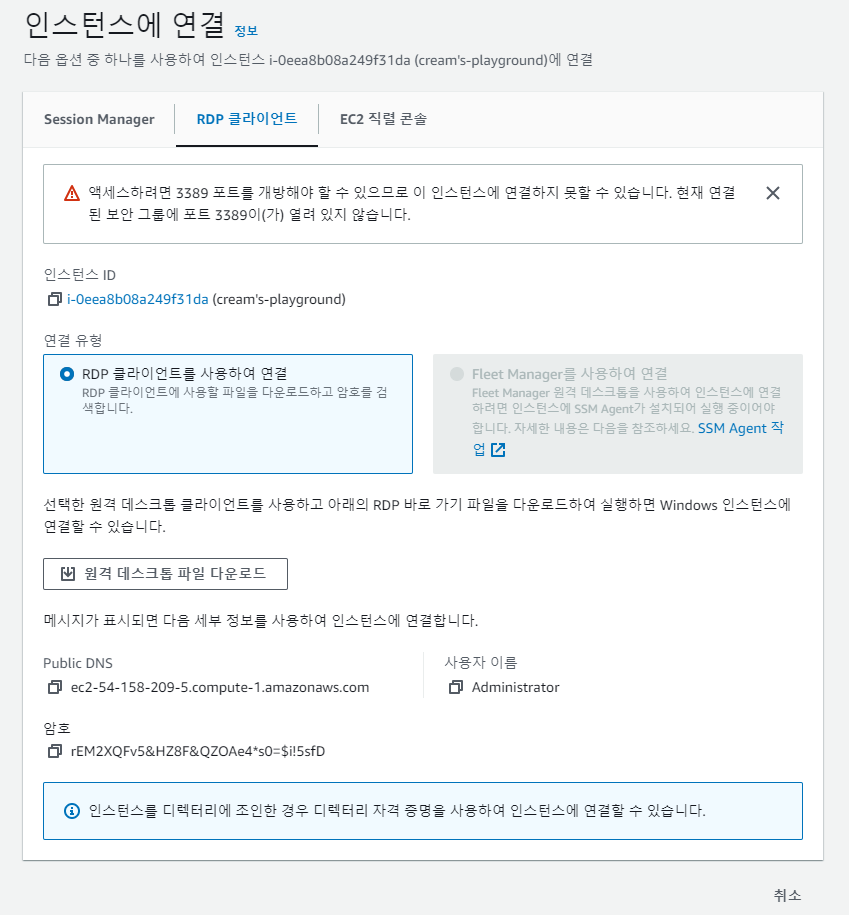 인스턴스에 연결 정보
다음 옵션 중 하나를 사용하여 인스턴스 i-0eea8b08a249f31da (cream's-playground)에 연결
Session Manager
RDP 클라이언트
EC2 직렬 콘솔
액세스하려면 3389 포트를 개방해야 할 수 있으므로 이 인스턴스에 연결하지 못할 수 있습니다. 현재 연결
된 보안 그룹에 포트 3389이(가) 열려 있지 않습니다.
인스턴스 ID
i-0eea8b08a249f31da (cream's-playground)
연결 유형
RDP 클라이언트를 사용하여 연결
RDP 클라이언트에 사용할 파일을 다운로드하고 암호를 검
색합니다.
Fleet Manager를 사용하여 연결
Fleet Manager 원격 데스크톱을 사용하여 인스턴스에 연결
하려면 인스턴스에 SSM Agent가 설치되어 실행 중이어야
합니다. 자세한 내용은 다음을 참조하세요. SSM Agent 작
업
선택한 원격 데스크톱 클라이언트를 사용하고 아래의 RDP 바로 가기 파일을 다운로드하여 실행하면 Windows 인스턴스에
연결할 수 있습니다.
원격 데스크톱 파일 다운로드
메시지가 표시되면 다음 세부 정보를 사용하여 인스턴스에 연결합니다.
Public DNS
ec2-54-158-209-5.compute-1.amazonaws.com
사용자 이름
Administrator
암호
rEM2XQFv5&HZ8F&QZOAe4*s0=$i!5sfD
인스턴스를 디렉터리에 조인한 경우 디렉터리 자격 증명을 사용하여 인스턴스에 연결할 수 있습니다.
취소